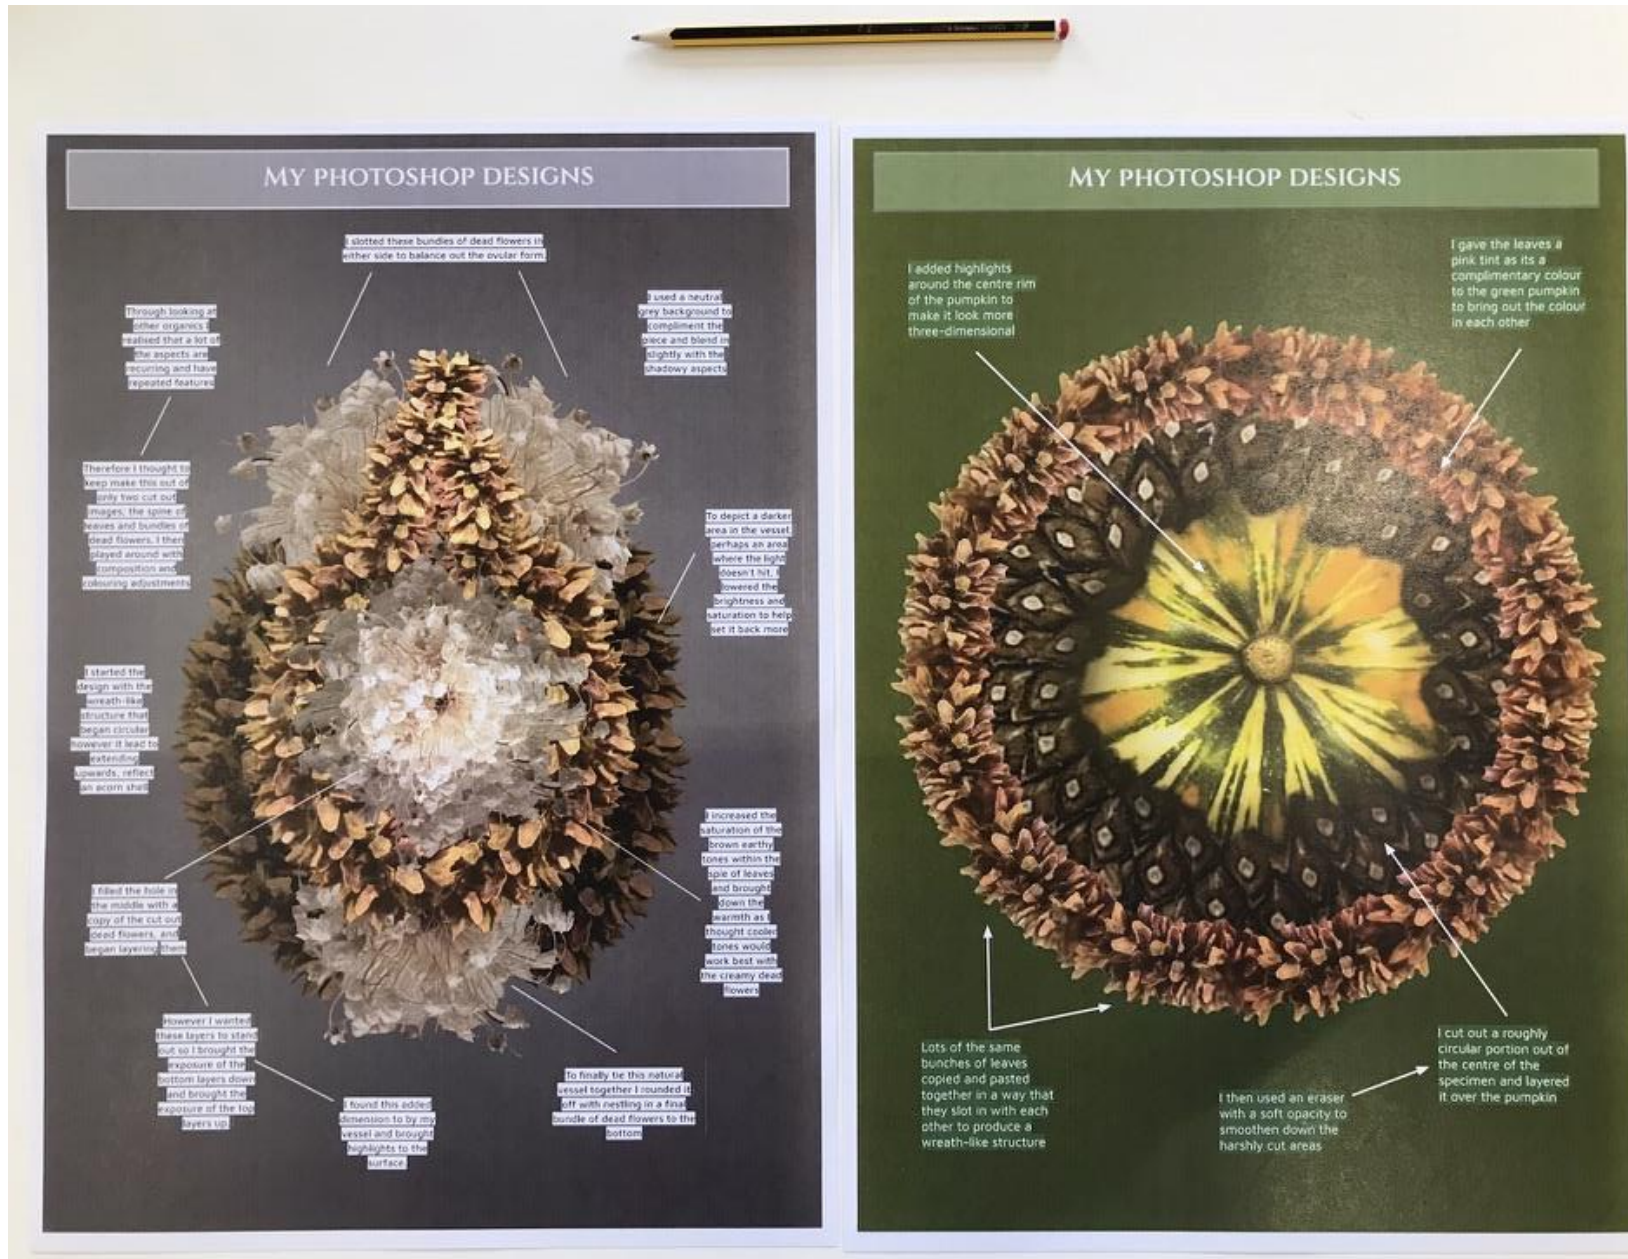 MY PHOTOSHOP DESIGNS
I slotted these bundles of dead flowers in
either side to balance out the ovular form.
Through looking at
other organics I
realised that a lot of
the aspects are
recurring and have
repeated features
I used a neutral
grey background to
compliment the
piece and blend in
slightly with the
shadowy aspects
Therefore I thought to
keep make this out of
only two cut out
images, the spine of
leaves and bundles of
dead flowers. I then
played around with
composition and
colouring adjustments
To depict a darker
area in the vessel,
perhaps an area
where the light
doesn't hit, I
lowered the
brightness and
saturation to help
set it back more
I started the
design with the
wreath-like
structure that
began circular
however it lead to
extending
upwards, reflect
an acorn shell
I increased the
saturation of the
brown earthy
tones within the
spie of leaves
and brought
down the
warmth as I
thought cooler
tones would
work best with
the creamy dead
flowers
I filled the hole in
the middle with a
copy of the cut out
dead flowers, and
began layering them
However I wanted
these layers to stand
out so I brought the
exposure of the
bottom layers down
and brought the
exposure of the top
layers up.
I found this added
dimension to by my
vessel and brought
highlights to the
surface.
To finally tie this natural
vessel together I rounded it
off with nestling in a final
bundle of dead flowers to the
bottom
MY PHOTOSHOP DESIGNS
I added highlights
around the centre rim
of the pumpkin to
make it look more
three-dimensional
I gave the leaves a
pink tint as its a
complimentary colour
to the green pumpkin
to bring out the colour
in each other
Lots of the same
bunches of leaves
copied and pasted
together in a way that
they slot in with each
other to produce a
wreath-like structure
I then used an eraser
with a soft opacity to
smoothen down the
harshly cut areas
I cut out a roughly
circular portion out of
the centre of the
specimen and layered
it over the pumpkin